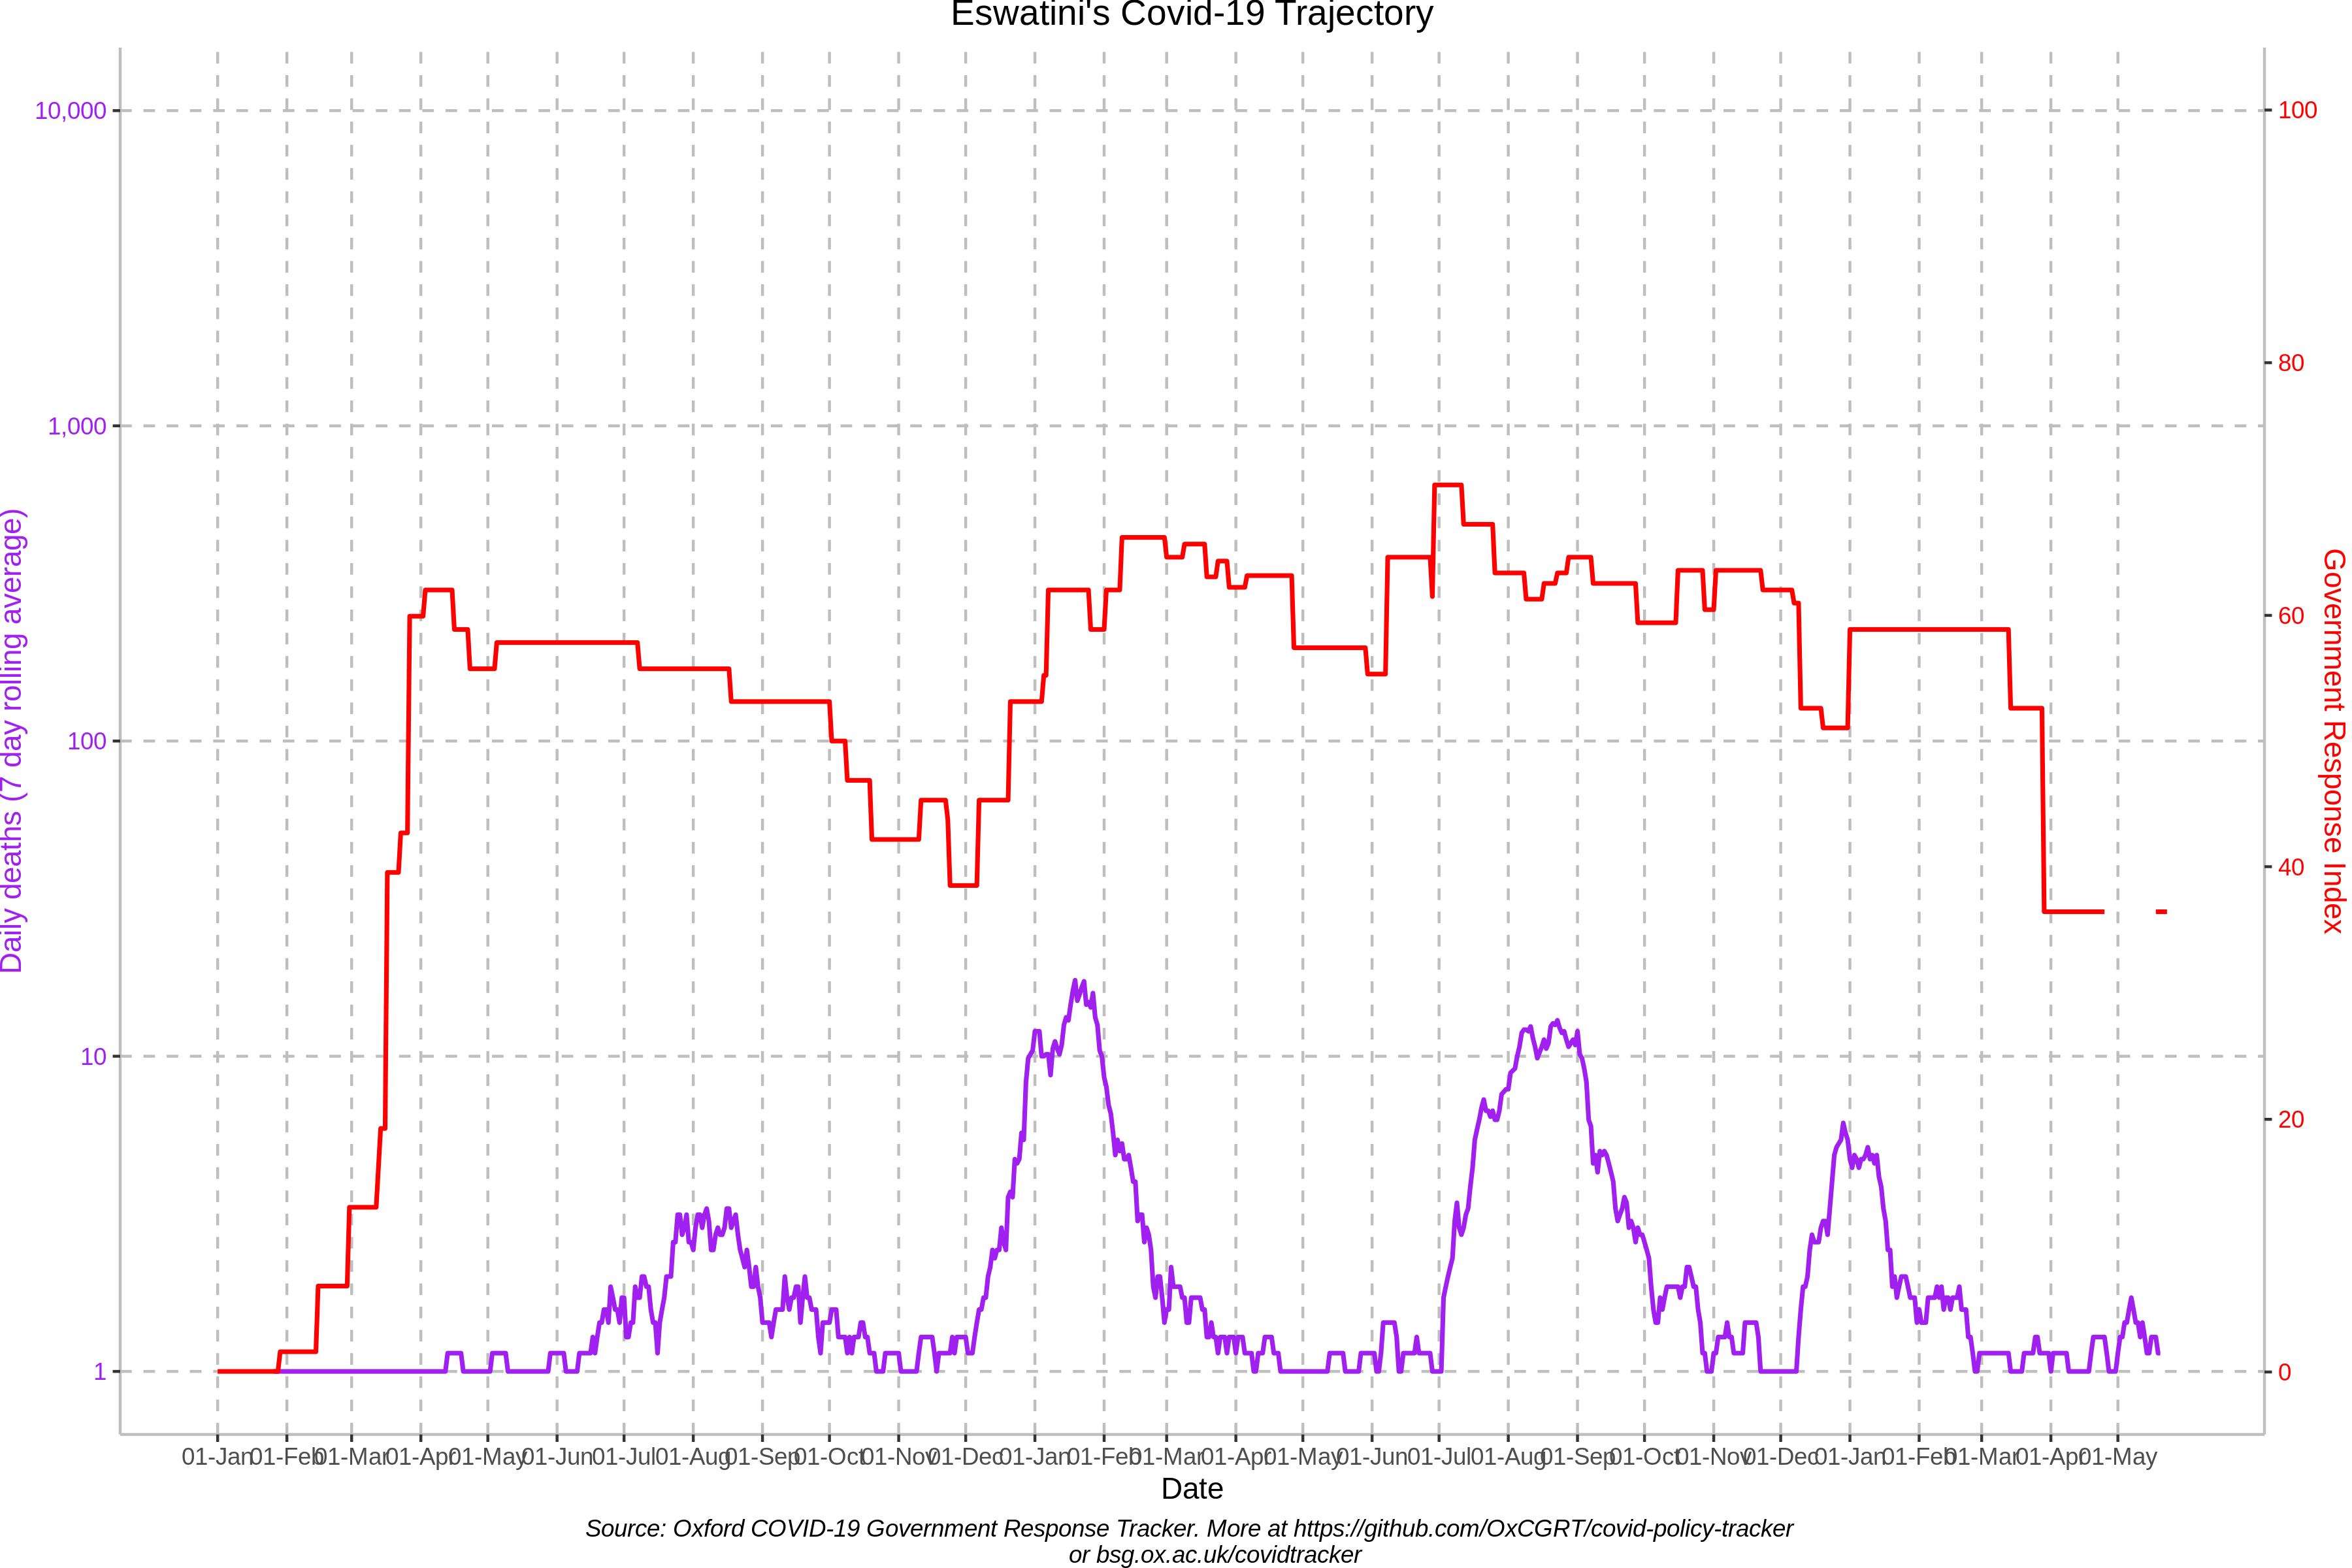 Eswatini's Covid-19 Trajectory
10,000
1,000
100
10
1
Daily deaths (7 day rolling average)
100
80
60
40
20
0
Government Response Index
01-Jan 01-Feb 01-Mar 01-Apr 01-May 01-Jun 01-Jul 01-Aug 01-Sep 01-Oct 01-Nov 01-Dec 01-Jan 01-Feb 01-Mar 01-Apr 01-May 01-Jun 01-Jul 01-Aug 01-Sep 01-Oct 01-Nov 01-Dec 01-Jan 01-Feb 01-Mar 01-Apr 01-May
Date
Source: Oxford COVID-19 Government Response Tracker. More at https://github.com/OxCGRT/covid-policy-tracker
or bsg.ox.ac.uk/covidtracker